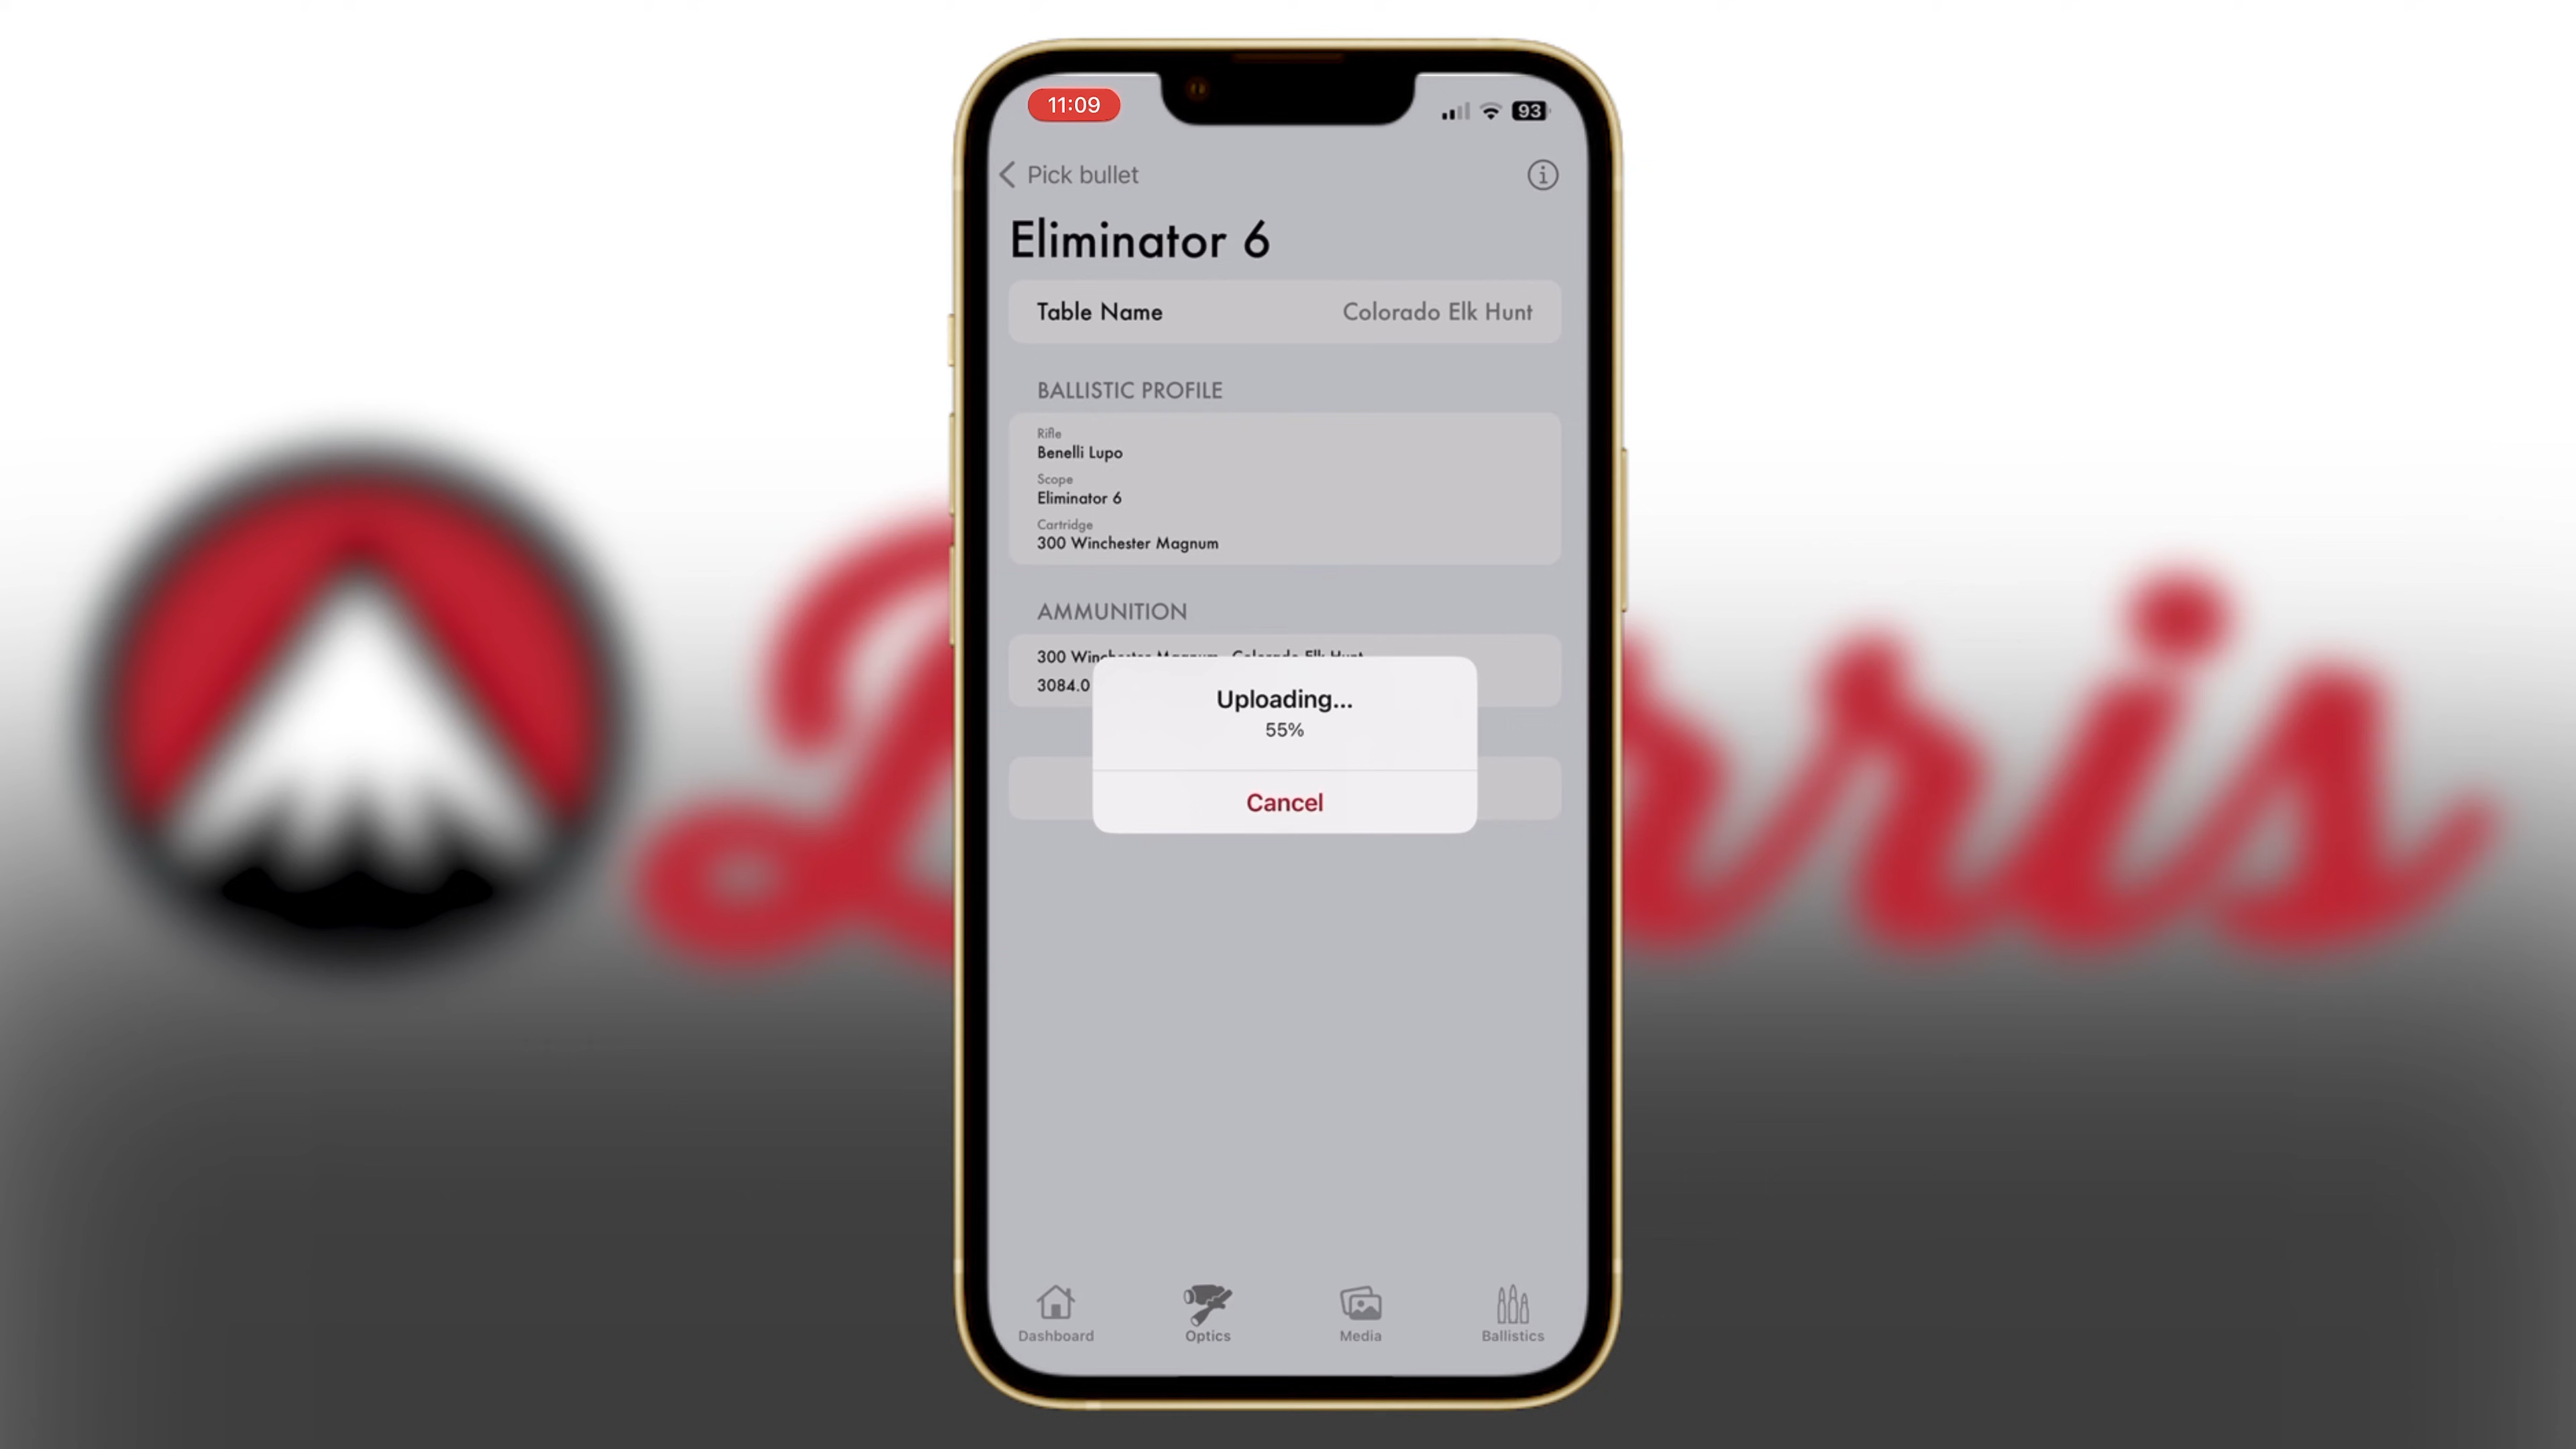 11:09
93
Pick bullet
Eliminator 6
Table Name Colorado Elk Hunt
BALLISTIC PROFILE
Rifle
Benelli Lupo
Scope
Eliminator 6
Cartridge
300 Winchester Magnum
AMMUNITION
300 Winchester Magnum Colorado Elk Hunt
3084.0
Uploading...
55%
Cancel
Dashboard
Optics
Media
Ballistics